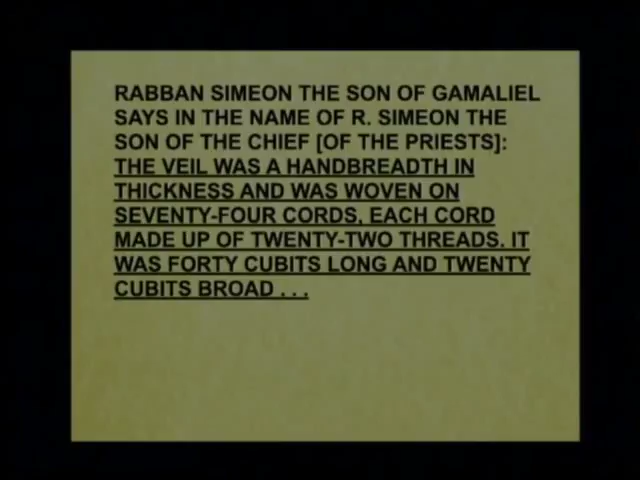 RABBAN SIMEON THE SON OF GAMALIEL
SAYS IN THE NAME OF R. SIMEON THE
SON OF THE CHIEF [OF THE PRIESTS]:
THE VEIL WAS A HANDBREADTH IN
THICKNESS AND WAS WOVEN ON
SEVENTY-FOUR CORDS, EACH CORD
MADE UP OF TWENTY-TWO THREADS. IT
WAS FORTY CUBITS LONG AND TWENTY
CUBITS BROAD . . .